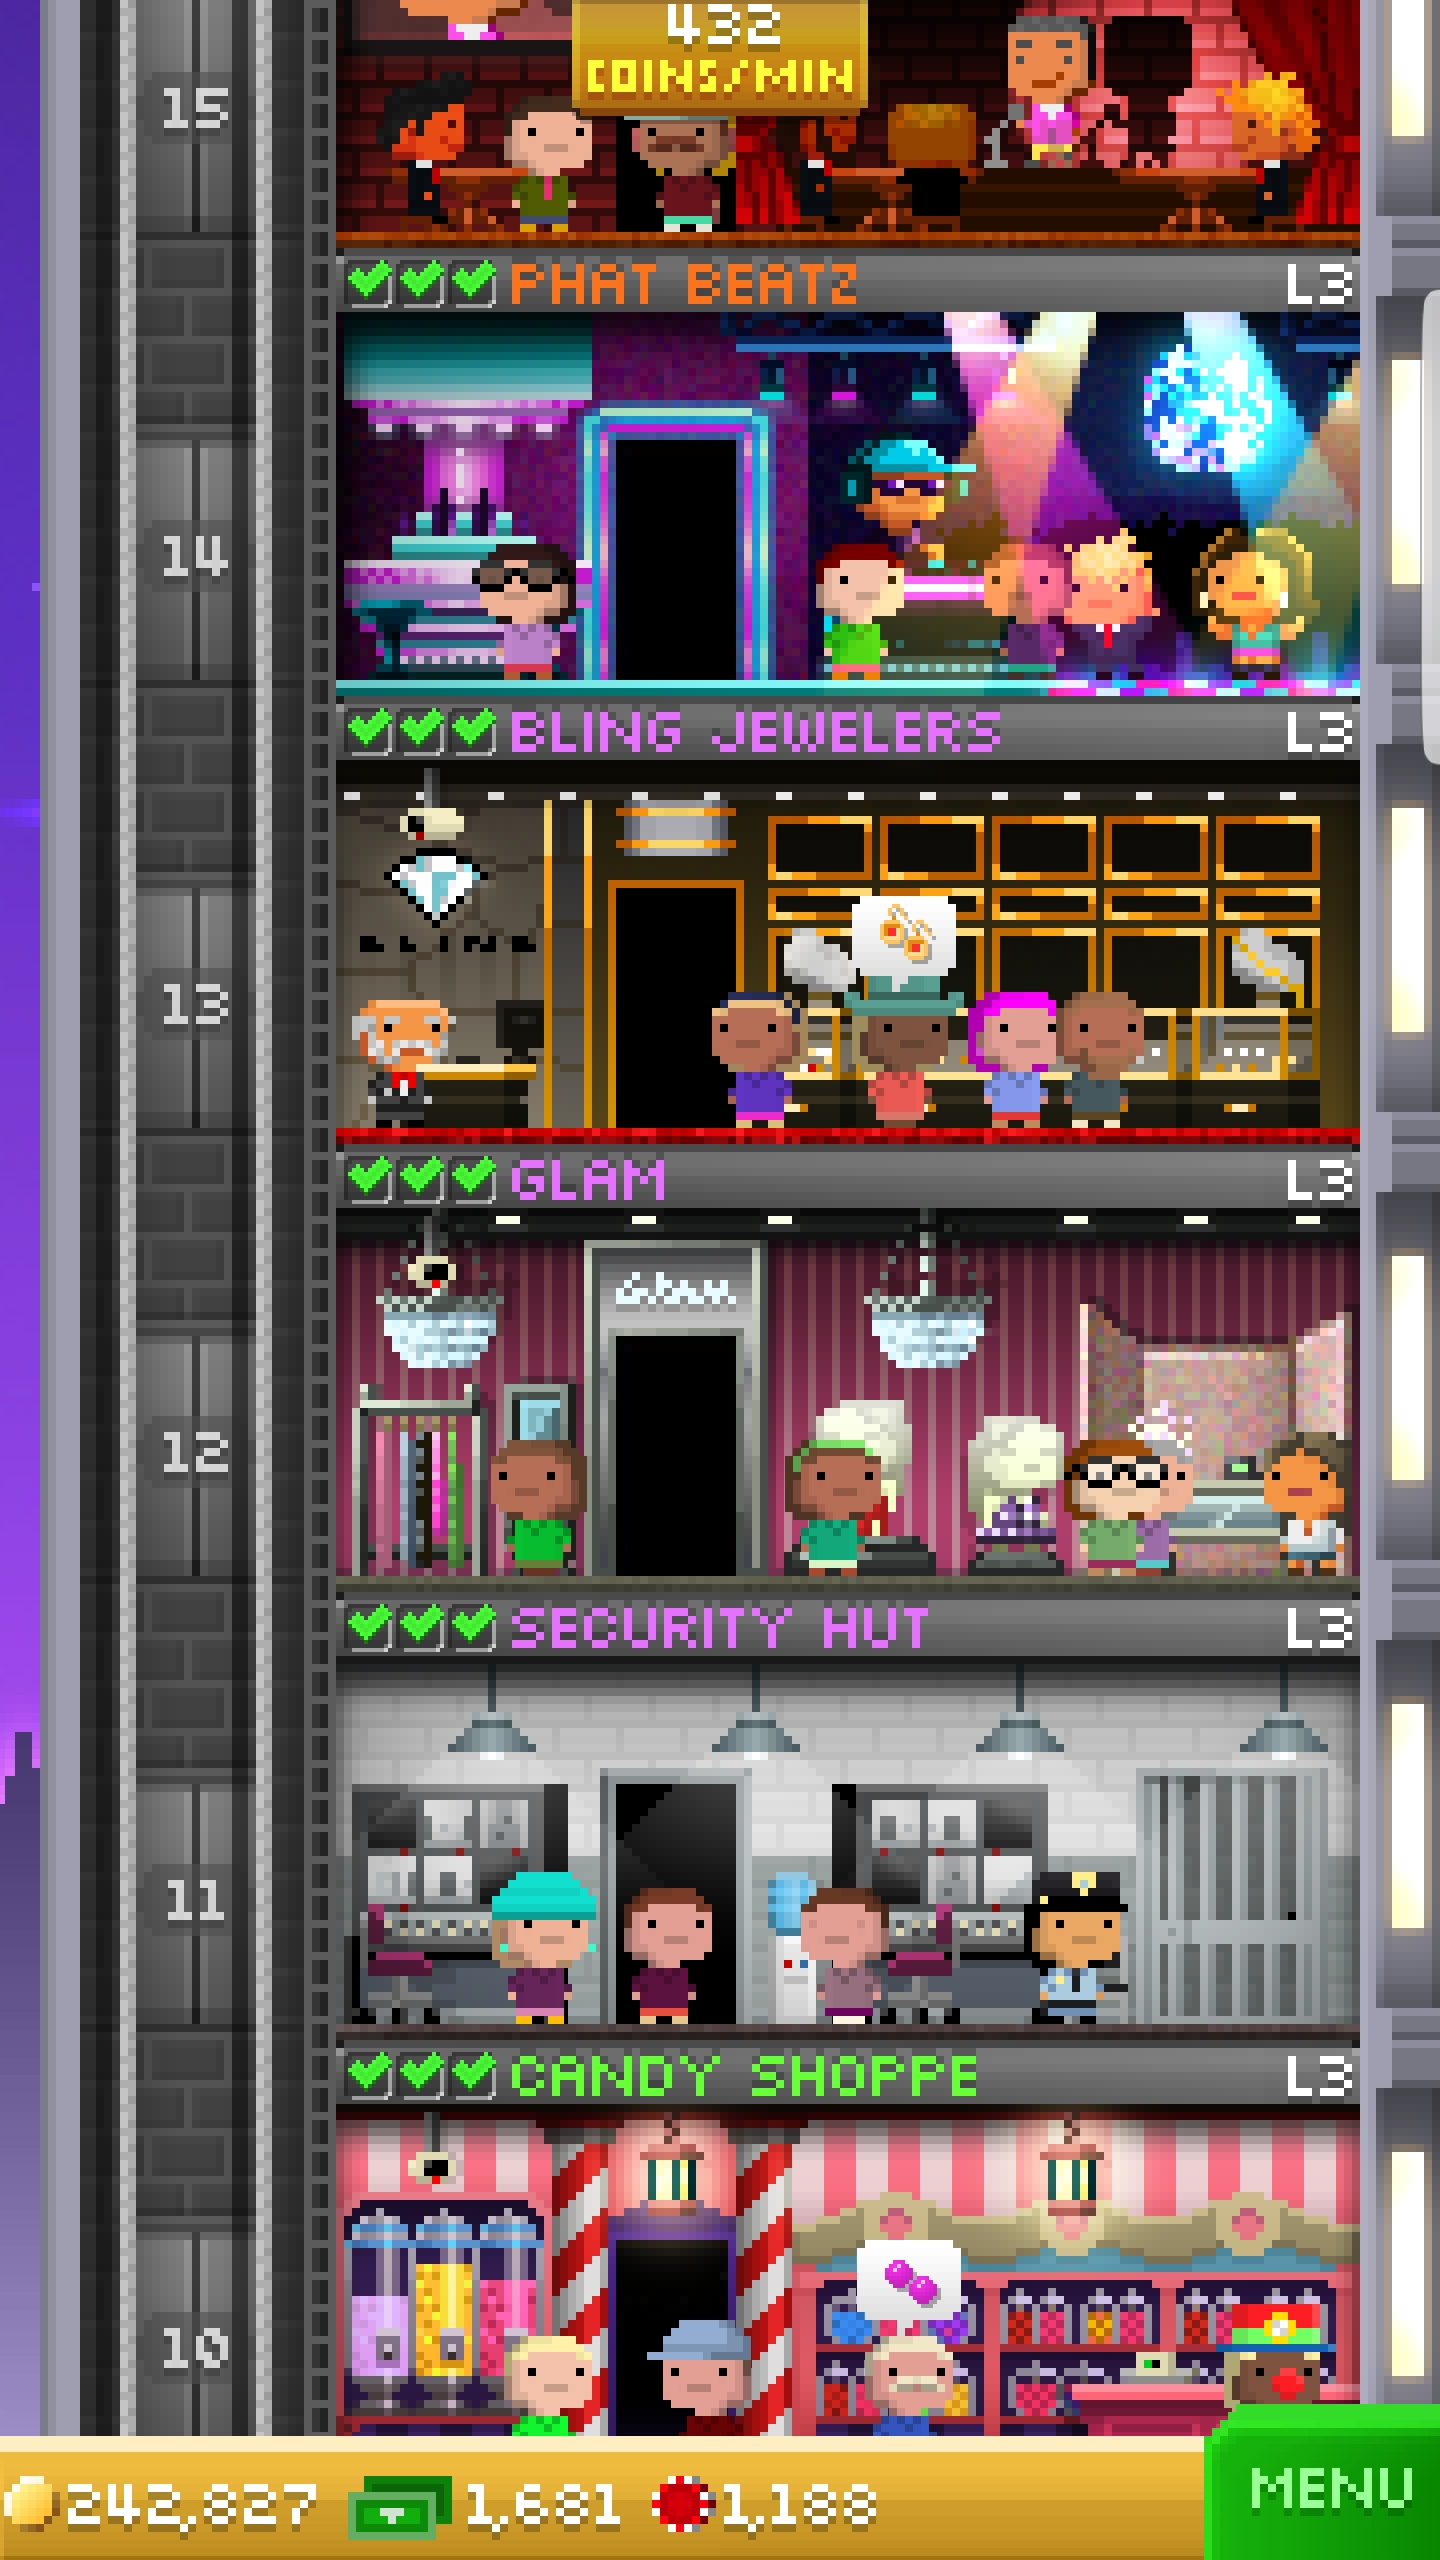 432
COINS/MIN
15
PHAT BEATZ L3
14
BLING JEWELERS L3
BLING
13
GLAM L3
Glam
12
SECURITY HUT L3
11
CANDY SHOPPE L3
10
242,827 1,681 1,188 MENU